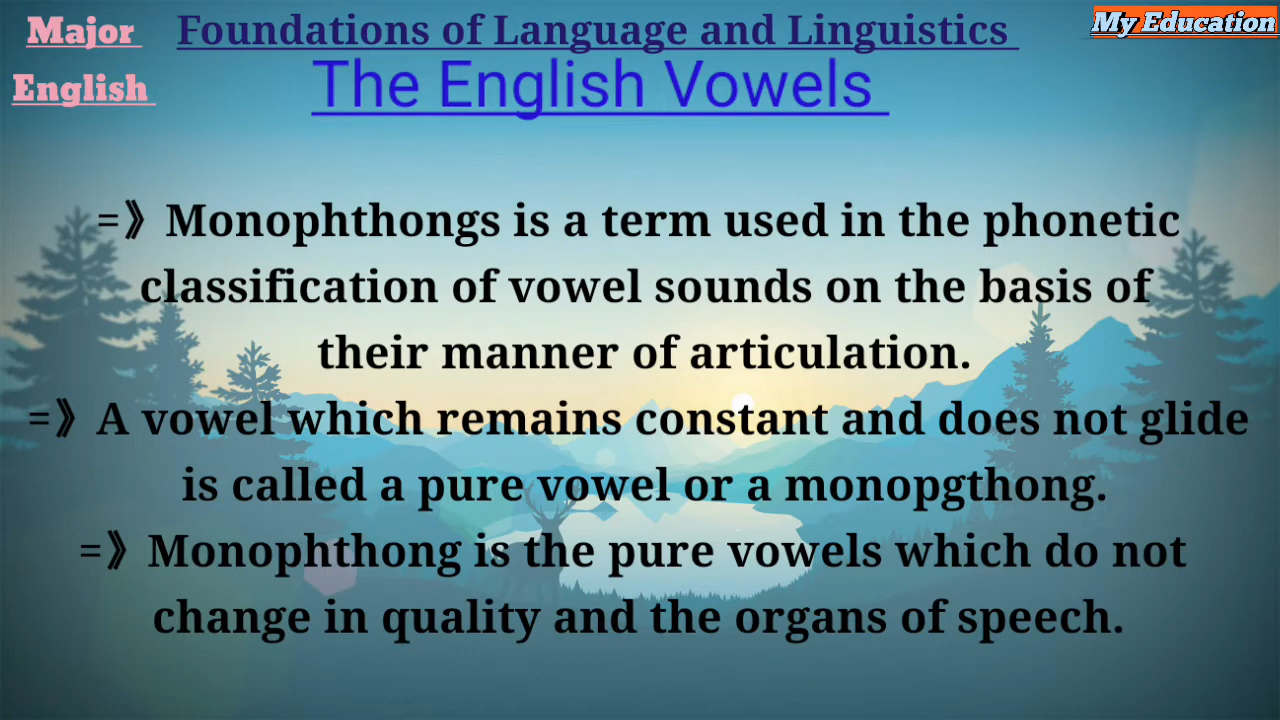 Major
English
Foundations of Language and Linguistics
My Education
The English Vowels
=》Monophthongs is a term used in the phonetic
classification of vowel sounds on the basis of
their manner of articulation.
=》A vowel which remains constant and does not glide
is called a pure vowel or a monopgthong.
=》Monophthong is the pure vowels which do not
change in quality and the organs of speech.